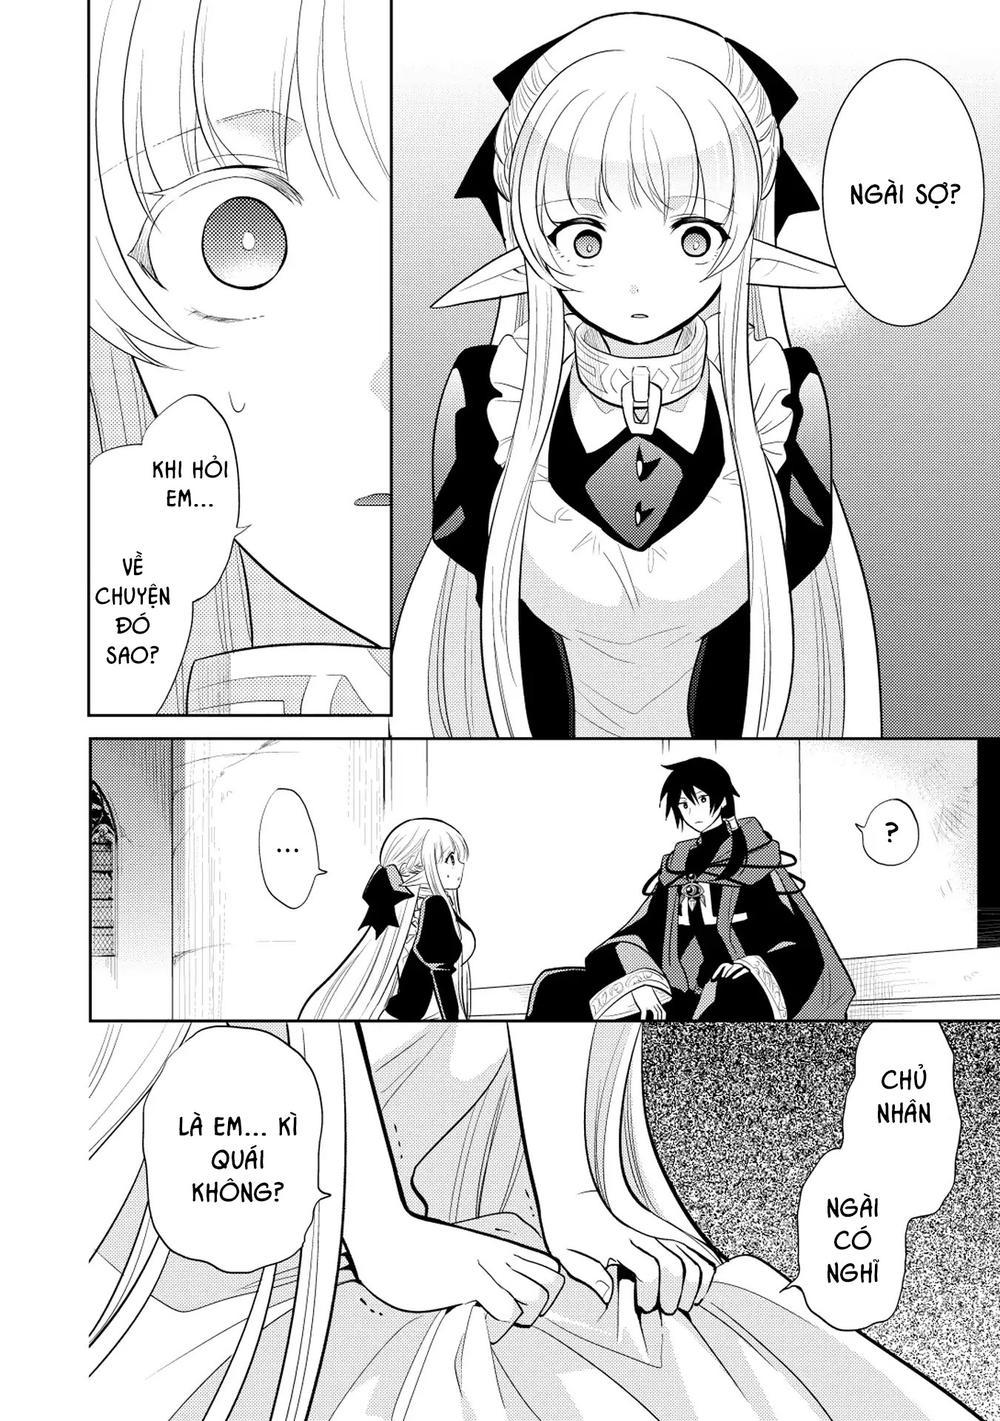 NGÀI SỢ?
KHI HỎI
EM...
VỀ
CHUYỆN
ĐÓ
SAO?
?
...
CHỦ
NHÂN
NGÀI
CÓ
NGHĨ
LÀ EM... KÌ
QUÁI
KHÔNG?